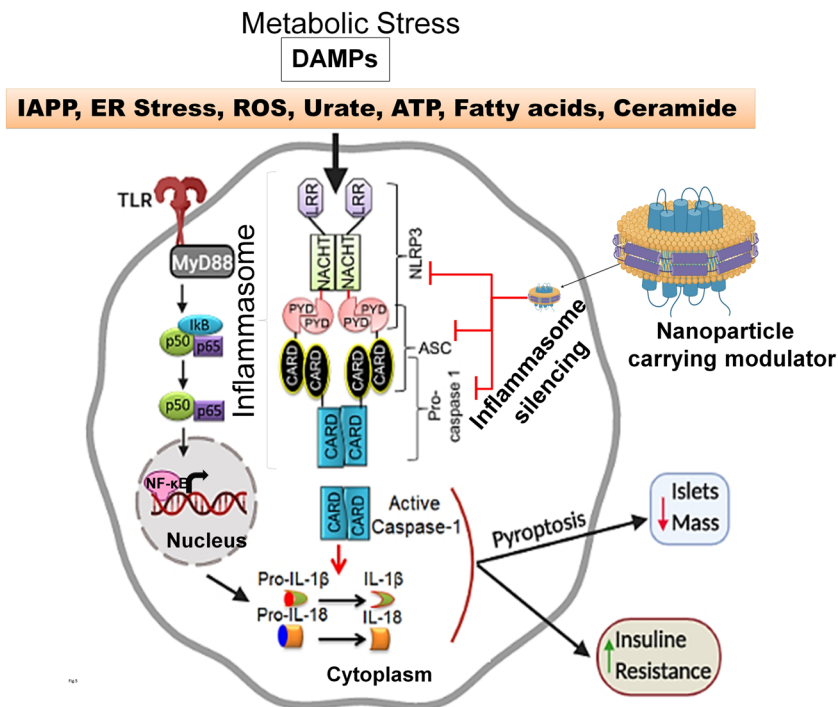 Metabolic Stress
DAMPs
IAPP, ER Stress, ROS, Urate, ATP, Fatty acids, Ceramide
TLR
MyD88
IkB
p50
p65
p50
p65
NF-κB
Nucleus
Inflammasome
LRR
LRR
NACHT
NACHT
PYD
PYD
PYD
PYD
CARD
CARD
CARD
CARD
CARD
CARD
NLRP3
ASC
Pro-
caspase 1
Inflammasome
silencing
Nanoparticle
carrying modulator
CARD
CARD
Active
Caspase-1
Pro-IL-1β
IL-1β
Pro-IL-18
IL-18
Cytoplasm
Pyroptosis
Islets
Mass
Insuline
Resistance
Fig.5